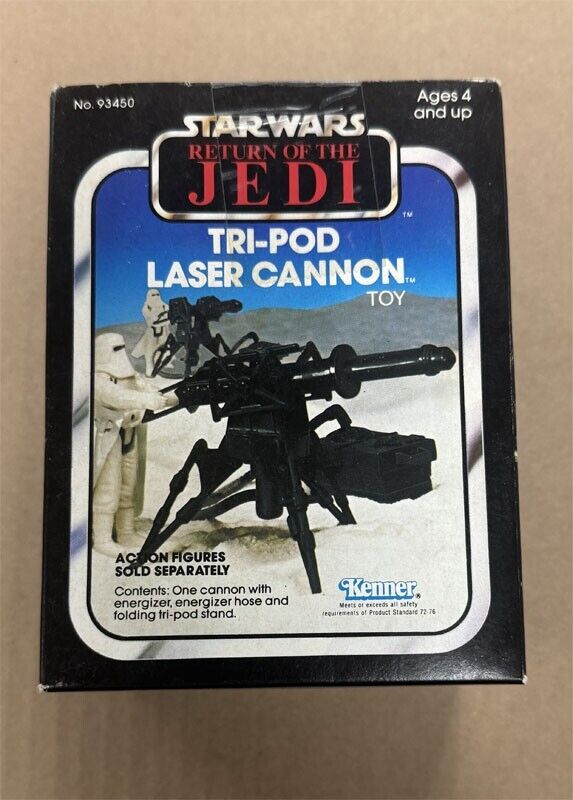 No. 93450
Ages 4
and up
STAR WARS
RETURN OF THE
JEDI
TM
TRI-POD
LASER CANNON TM
TOY
ACTION FIGURES
SOLD SEPARATELY
Contents: One cannon with
energizer, energizer hose and
folding tri-pod stand.
Kenner®
Meets or exceeds all safety
requirements of Product Standard 72-76